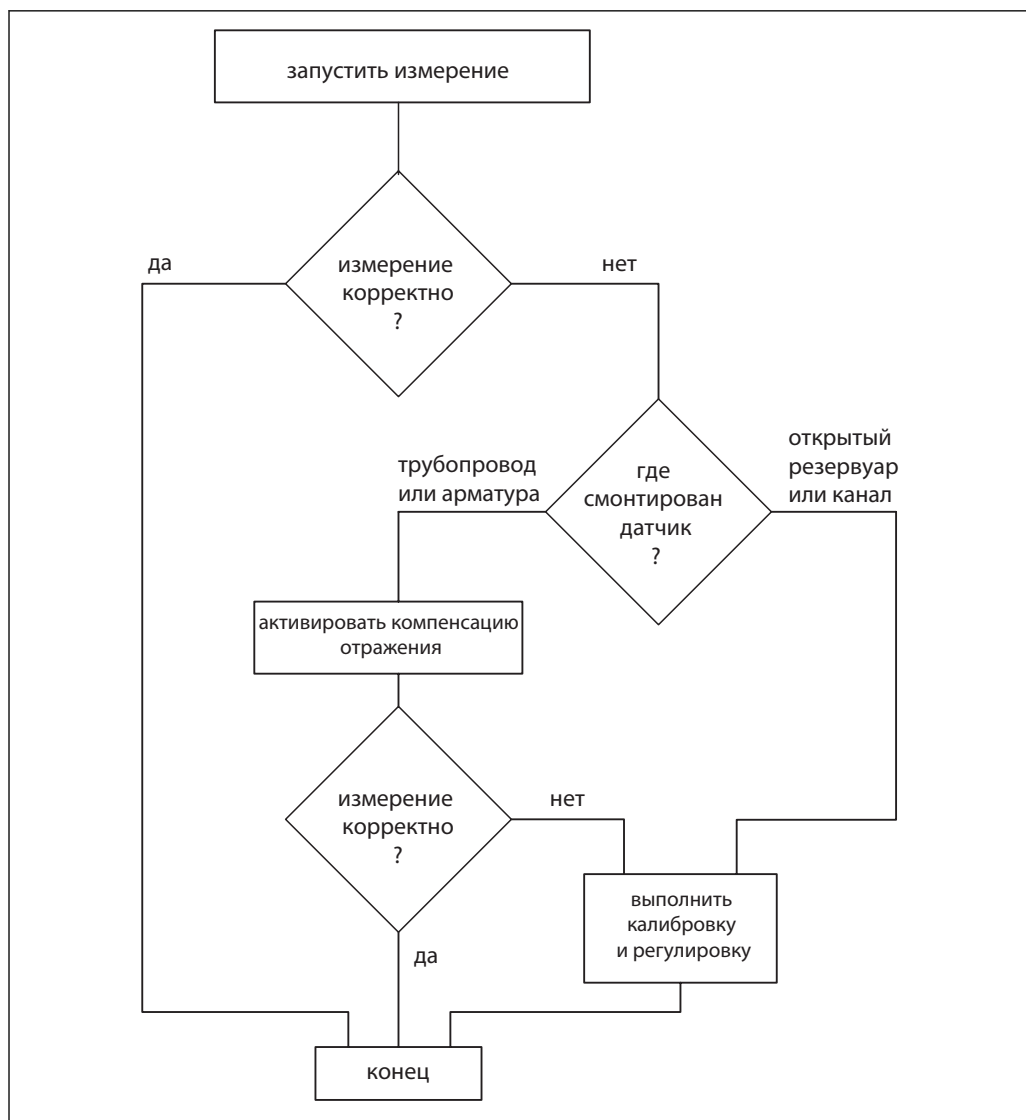 запустить измерение
да
измерение
корректно
?
нет
трубопровод
или арматура
где
смонтирован
датчик
?
открытый
резервуар
или канал
активировать компенсацию
отражения
измерение
корректно
?
нет
выполнить
калибровку
и регулировку
да
конец